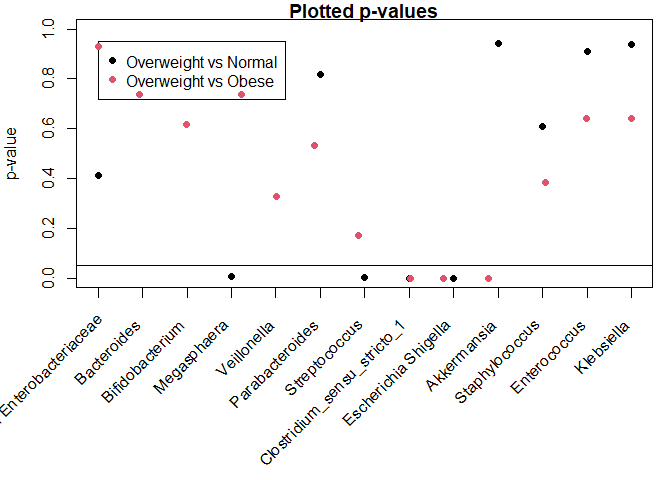 Plotted p-values
Overweight vs Normal
Overweight vs Obese
p-value
0.0
0.2
0.4
0.6
0.8
1.0
Enterobacteriaceae
Bacteroides
Bifidobacterium
Megasphaera
Veillonella
Parabacteroides
Streptococcus
Clostridium_sensu_stricto_1
Escherichia Shigella
Akkermansia
Staphylococcus
Enterococcus
Klebsiella